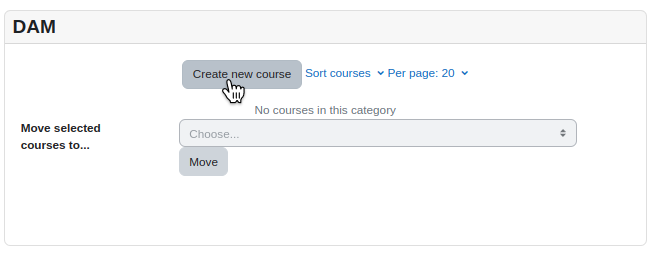 DAM
Create new course Sort courses Per page: 20
No courses in this category
Move selected
courses to...
Choose...
Move